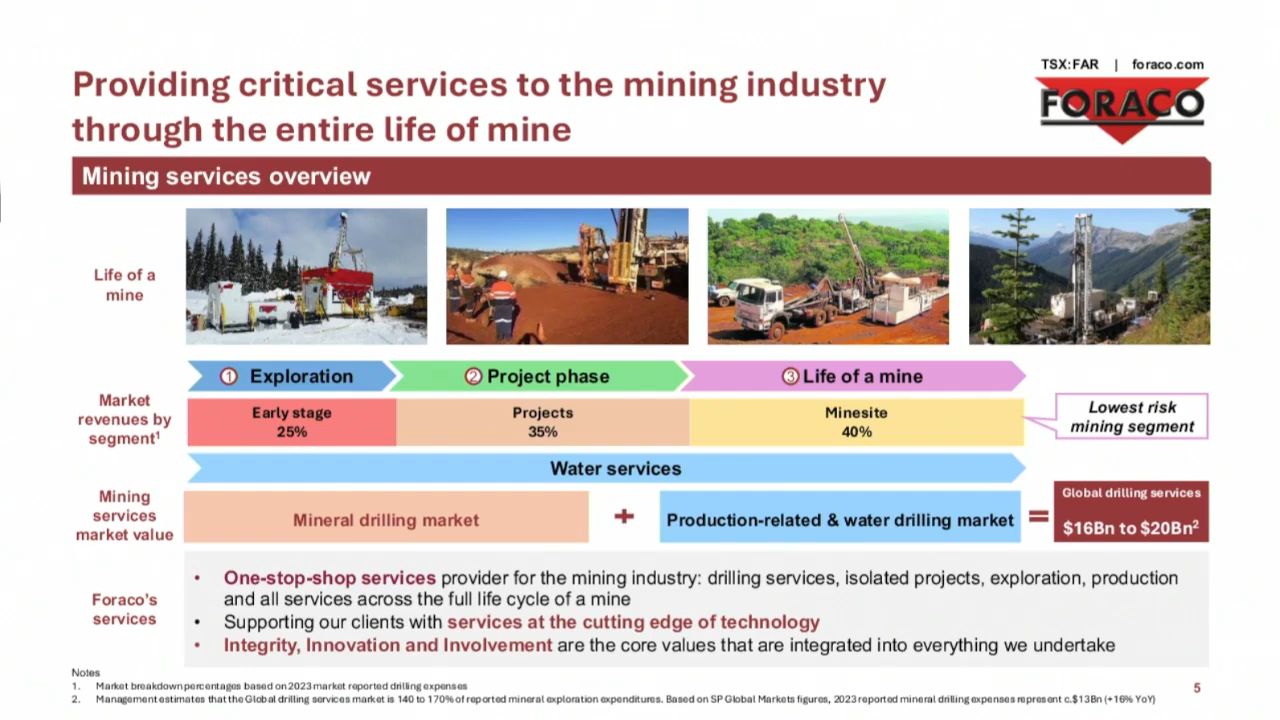 TSX:FAR | foraco.com
Providing critical services to the mining industry
through the entire life of mine
FORACO
Mining services overview
Life of a
mine
① Exploration
② Project phase
③ Life of a mine
Market
revenues by
segment¹
Early stage
25%
Projects
35%
Minesite
40%
Lowest risk
mining segment
Water services
Mining
services
market value
Mineral drilling market
+
Production-related & water drilling market
=
Global drilling services
$16Bn to $20Bn²
Foraco's
services
• One-stop-shop services provider for the mining industry: drilling services, isolated projects, exploration, production
and all services across the full life cycle of a mine
• Supporting our clients with services at the cutting edge of technology
• Integrity, Innovation and Involvement are the core values that are integrated into everything we undertake
Notes
1. Market breakdown percentages based on 2023 market reported drilling expenses
2. Management estimates that the Global drilling services market is 140 to 170% of reported mineral exploration expenditures. Based on SP Global Markets figures, 2023 reported mineral drilling expenses represent c.$13Bn (+16% YoY)
5